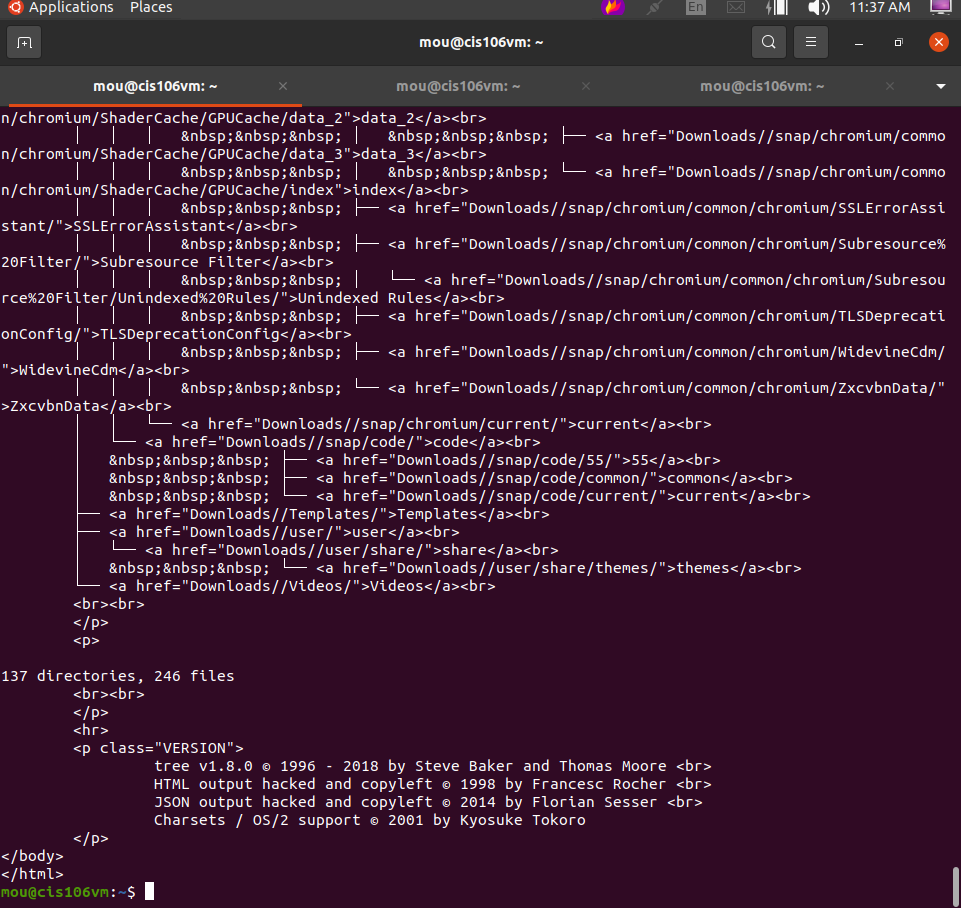 Applications Places En 11:37 AM
mou@cis106vm: ~
mou@cis106vm: ~ × mou@cis106vm: ~ × mou@cis106vm: ~ ×
n/chromium/ShaderCache/GPUCache/data_2">data_2</a><br>
│   │   │   &nbsp;&nbsp;&nbsp; │   &nbsp;&nbsp;&nbsp; ├── <a href="Downloads//snap/chromium/commo
n/chromium/ShaderCache/GPUCache/data_3">data_3</a><br>
│   │   │   &nbsp;&nbsp;&nbsp; │   &nbsp;&nbsp;&nbsp; └── <a href="Downloads//snap/chromium/commo
n/chromium/ShaderCache/GPUCache/index">index</a><br>
│   │   │   &nbsp;&nbsp;&nbsp; ├── <a href="Downloads//snap/chromium/common/chromium/SSLErrorAssi
stant/">SSLErrorAssistant</a><br>
│   │   │   &nbsp;&nbsp;&nbsp; ├── <a href="Downloads//snap/chromium/common/chromium/Subresource%
20Filter/">Subresource Filter</a><br>
│   │   │   &nbsp;&nbsp;&nbsp; │   └── <a href="Downloads//snap/chromium/common/chromium/Subresou
rce%20Filter/Unindexed%20Rules/">Unindexed Rules</a><br>
│   │   │   &nbsp;&nbsp;&nbsp; ├── <a href="Downloads//snap/chromium/common/chromium/TLSDeprecati
onConfig/">TLSDeprecationConfig</a><br>
│   │   │   &nbsp;&nbsp;&nbsp; ├── <a href="Downloads//snap/chromium/common/chromium/WidevineCdm/
">WidevineCdm</a><br>
│   │   │   &nbsp;&nbsp;&nbsp; └── <a href="Downloads//snap/chromium/common/chromium/ZxcvbnData/"
>ZxcvbnData</a><br>
│   │   └── <a href="Downloads//snap/chromium/current/">current</a><br>
│   └── <a href="Downloads//snap/code/">code</a><br>
│   &nbsp;&nbsp;&nbsp; ├── <a href="Downloads//snap/code/55/">55</a><br>
│   &nbsp;&nbsp;&nbsp; ├── <a href="Downloads//snap/code/common/">common</a><br>
│   &nbsp;&nbsp;&nbsp; └── <a href="Downloads//snap/code/current/">current</a><br>
├── <a href="Downloads//Templates/">Templates</a><br>
├── <a href="Downloads//user/">user</a><br>
│   └── <a href="Downloads//user/share/">share</a><br>
│   &nbsp;&nbsp;&nbsp; └── <a href="Downloads//user/share/themes/">themes</a><br>
└── <a href="Downloads//Videos/">Videos</a><br>
<br><br>
</p>
<p>
137 directories, 246 files
<br><br>
</p>
<hr>
<p class="VERSION">
tree v1.8.0 © 1996 - 2018 by Steve Baker and Thomas Moore <br>
HTML output hacked and copyleft © 1998 by Francesc Rocher <br>
JSON output hacked and copyleft © 2014 by Florian Sesser <br>
Charsets / OS/2 support © 2001 by Kyosuke Tokoro
</p>
</body>
</html>
mou@cis106vm:~$